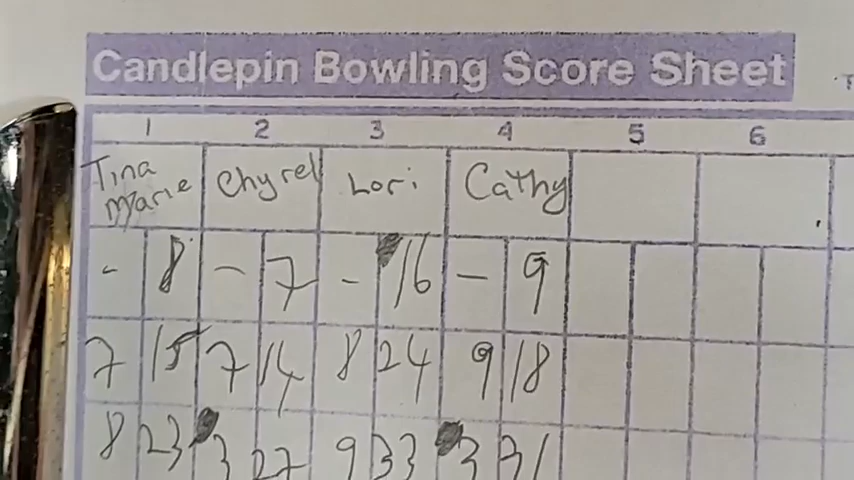 Candlepin Bowling Score Sheet
1 2 3 4 5 6
Tina Marie Chyrel Lori Cathy
- 8 - 7 - 16 - 9
7 15 7 14 8 24 9 18
8 23 3 27 9 33 3 31